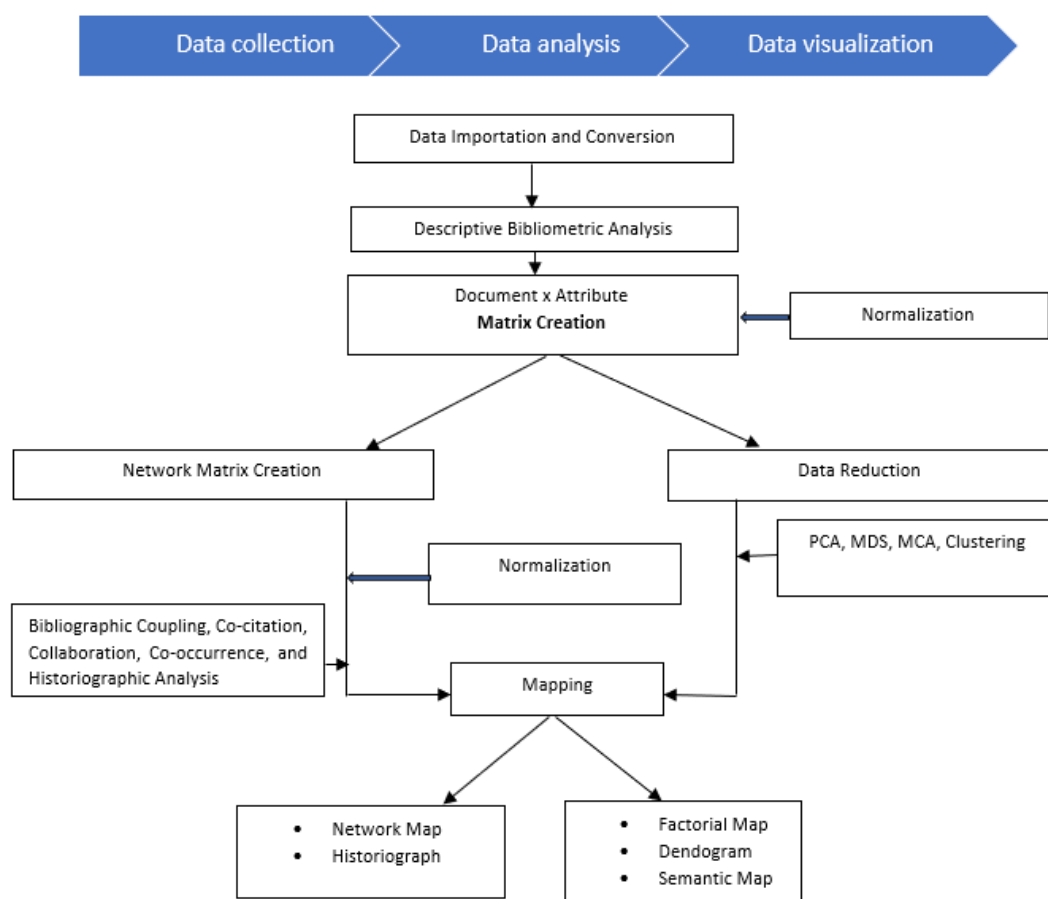 Data collection
Data analysis
Data visualization
Data Importation and Conversion
Descriptive Bibliometric Analysis
Document x Attribute
Matrix Creation
Normalization
Network Matrix Creation
Data Reduction
PCA, MDS, MCA, Clustering
Normalization
Bibliographic Coupling, Co-citation,
Collaboration, Co-occurrence, and
Historiographic Analysis
Mapping
• Network Map
• Historiograph
• Factorial Map
• Dendogram
• Semantic Map